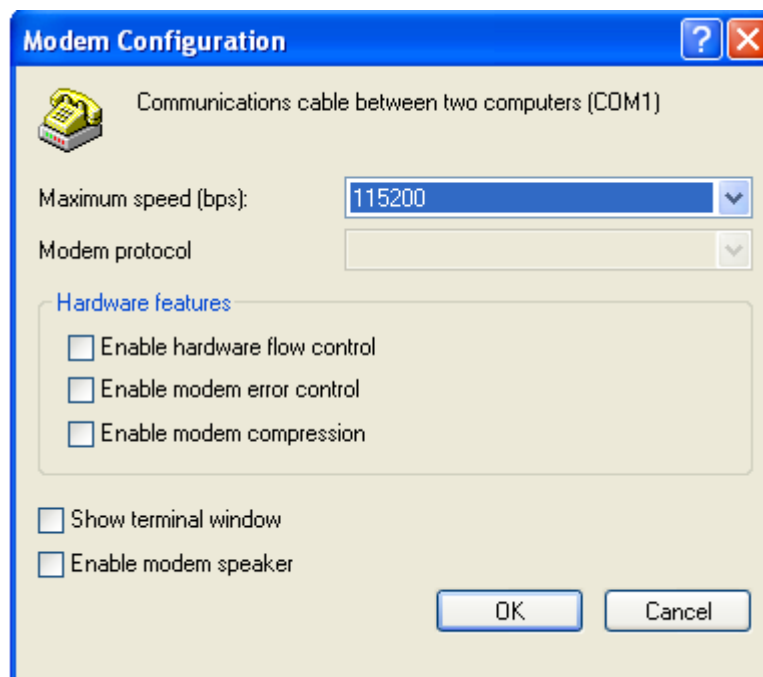 Modem Configuration
Communications cable between two computers (COM1)
Maximum speed (bps): 115200
Modem protocol
Hardware features
Enable hardware flow control
Enable modem error control
Enable modem compression
Show terminal window
Enable modem speaker
OK Cancel